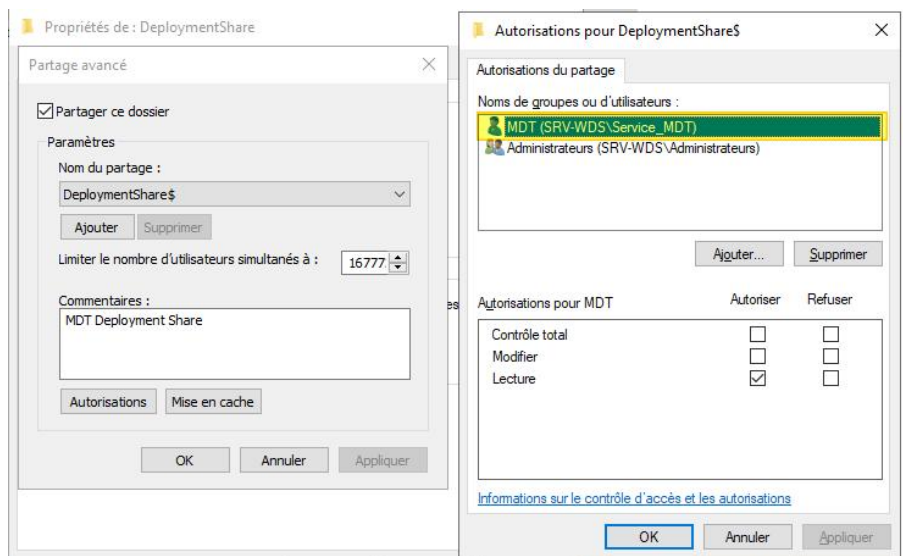 Propriétés de : DeploymentShare
Partage avancé
Partager ce dossier
Paramètres
Nom du partage :
DeploymentShare$
Ajouter
Supprimer
Limiter le nombre d'utilisateurs simultanés à :
16777
Commentaires :
MDT Deployment Share
Autorisations
Mise en cache
OK
Annuler
Appliquer
es
Autorisations pour DeploymentShare$
Autorisations du partage
Noms de groupes ou d'utilisateurs :
MDT (SRV-WDS\Service_MDT)
Administrateurs (SRV-WDS\Administrateurs)
Ajouter...
Supprimer
Autorisations pour MDT
Autoriser
Refuser
Contrôle total
Modifier
Lecture
Informations sur le contrôle d'accès et les autorisations
OK
Annuler
Appliquer